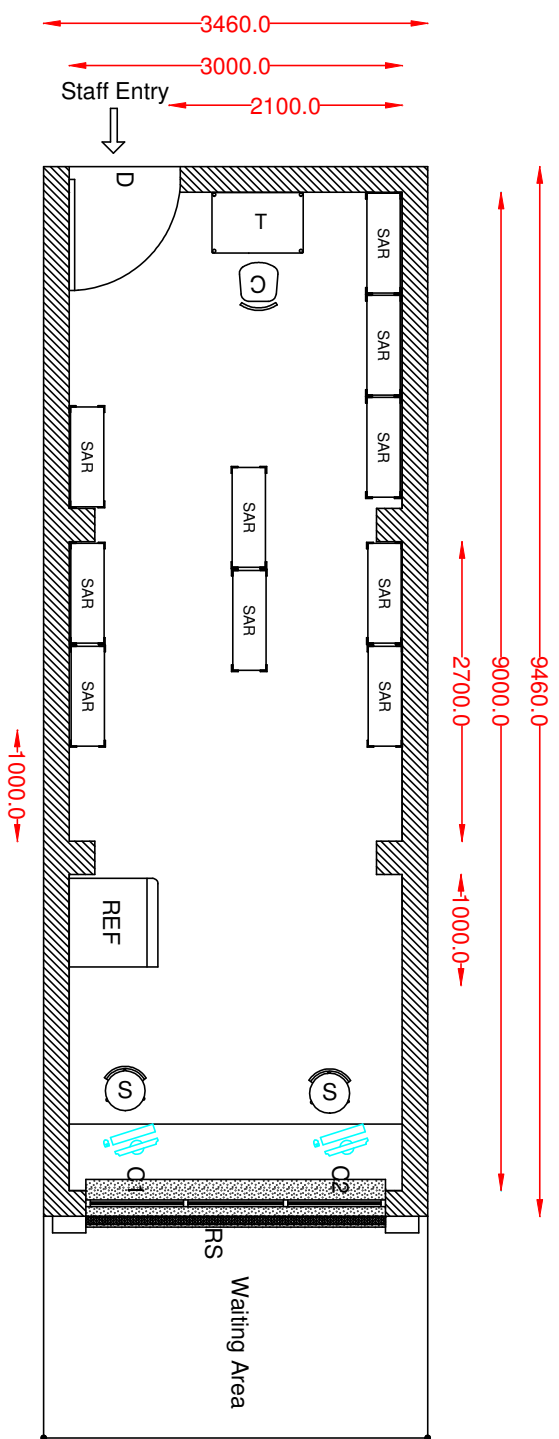 3460.0
3000.0
2100.0
Staff Entry
D
T
C
SAR
SAR
SAR
SAR
SAR
SAR
SAR
SAR
SAR
SAR
SAR
9460.0
9000.0
2700.0
1000.0
1000.0
REF
S
S
C1
C2
RS
Waiting Area